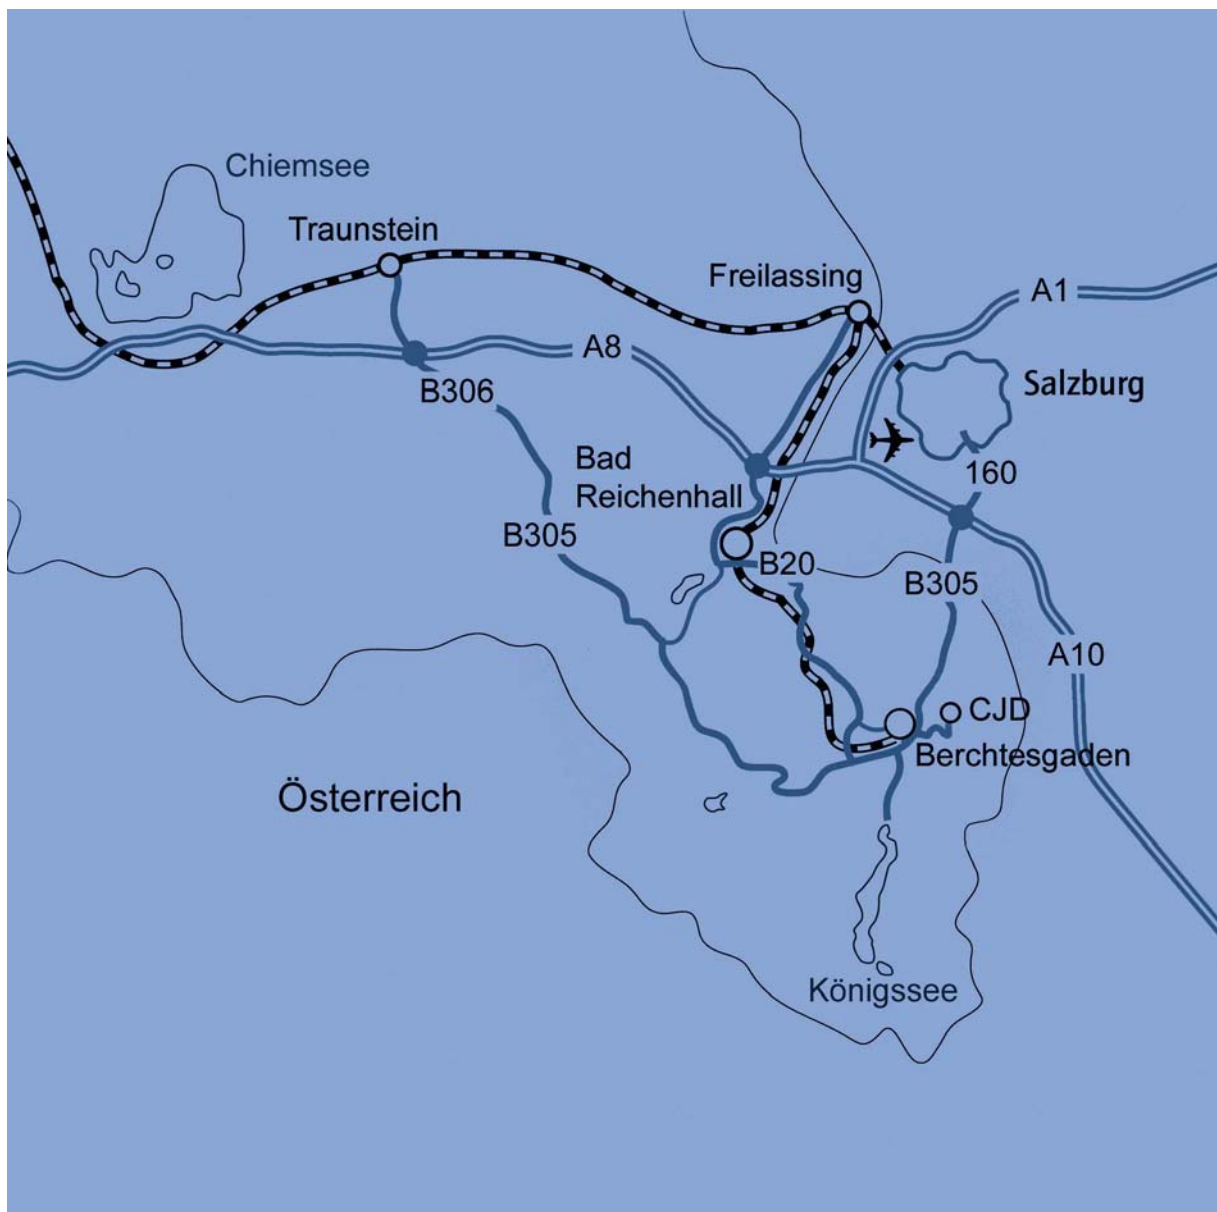 Chiemsee
Traunstein
Freilassing
A1
A8
B306
Salzburg
Bad
Reichenhall
160
B305
B20
B305
A10
CJD
Berchtesgaden
Österreich
Königssee